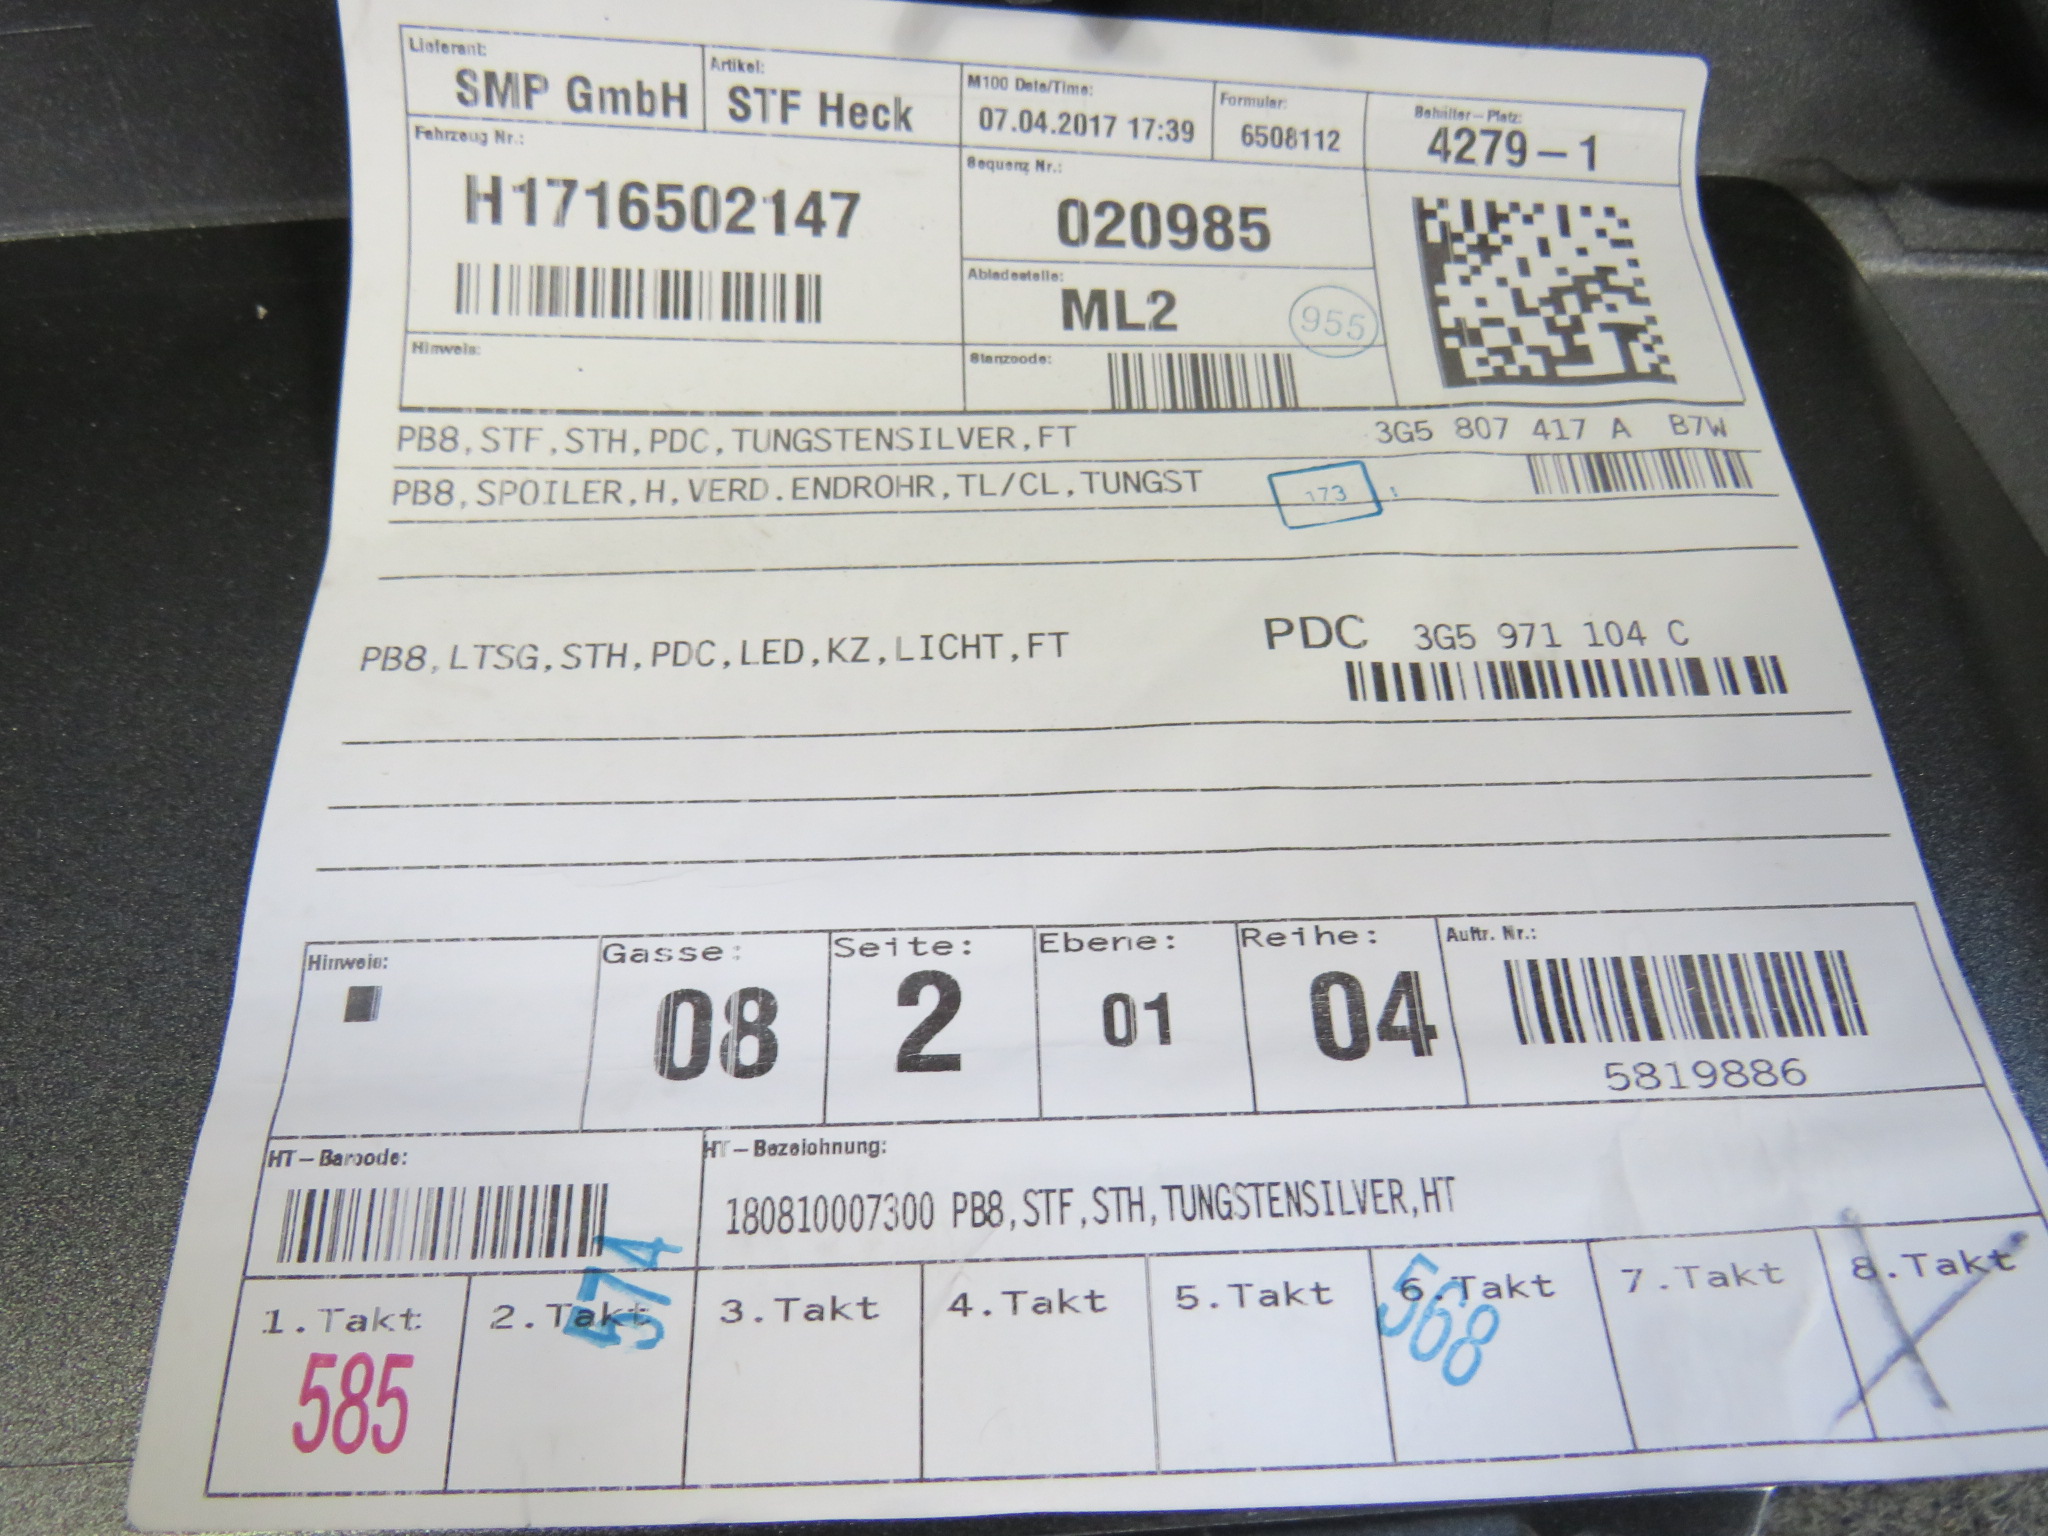 Lieferant: Artikel: M100 Date/Time: Formular: Behälter-Platz:
SMP GmbH STF Heck 07.04.2017 17:39 6508112 4279-1
Fahrzeug Nr.: Sequenz Nr.:
H1716502147 020985
Abladestelle:
ML2 955
Hinweis: Stanzcode:
PB8,STF,STH,PDC,TUNGSTENSILVER,FT 3G5 807 417 A B7W
PB8,SPOILER,H,VERD.ENDROHR,TL/CL,TUNGST 173
PB8,LTSG,STH,PDC,LED,KZ,LICHT,FT PDC 3G5 971 104 C
Hinweis: Gasse: Seite: Ebene: Reihe: Auftr. Nr.:
08 2 01 04
5819886
HT-Barcode: HT-Bezeichnung:
180810007300 PB8,STF,STH,TUNGSTENSILVER,HT
1.Takt 2.Takt 3.Takt 4.Takt 5.Takt 6.Takt 7.Takt 8.Takt
585 574 568